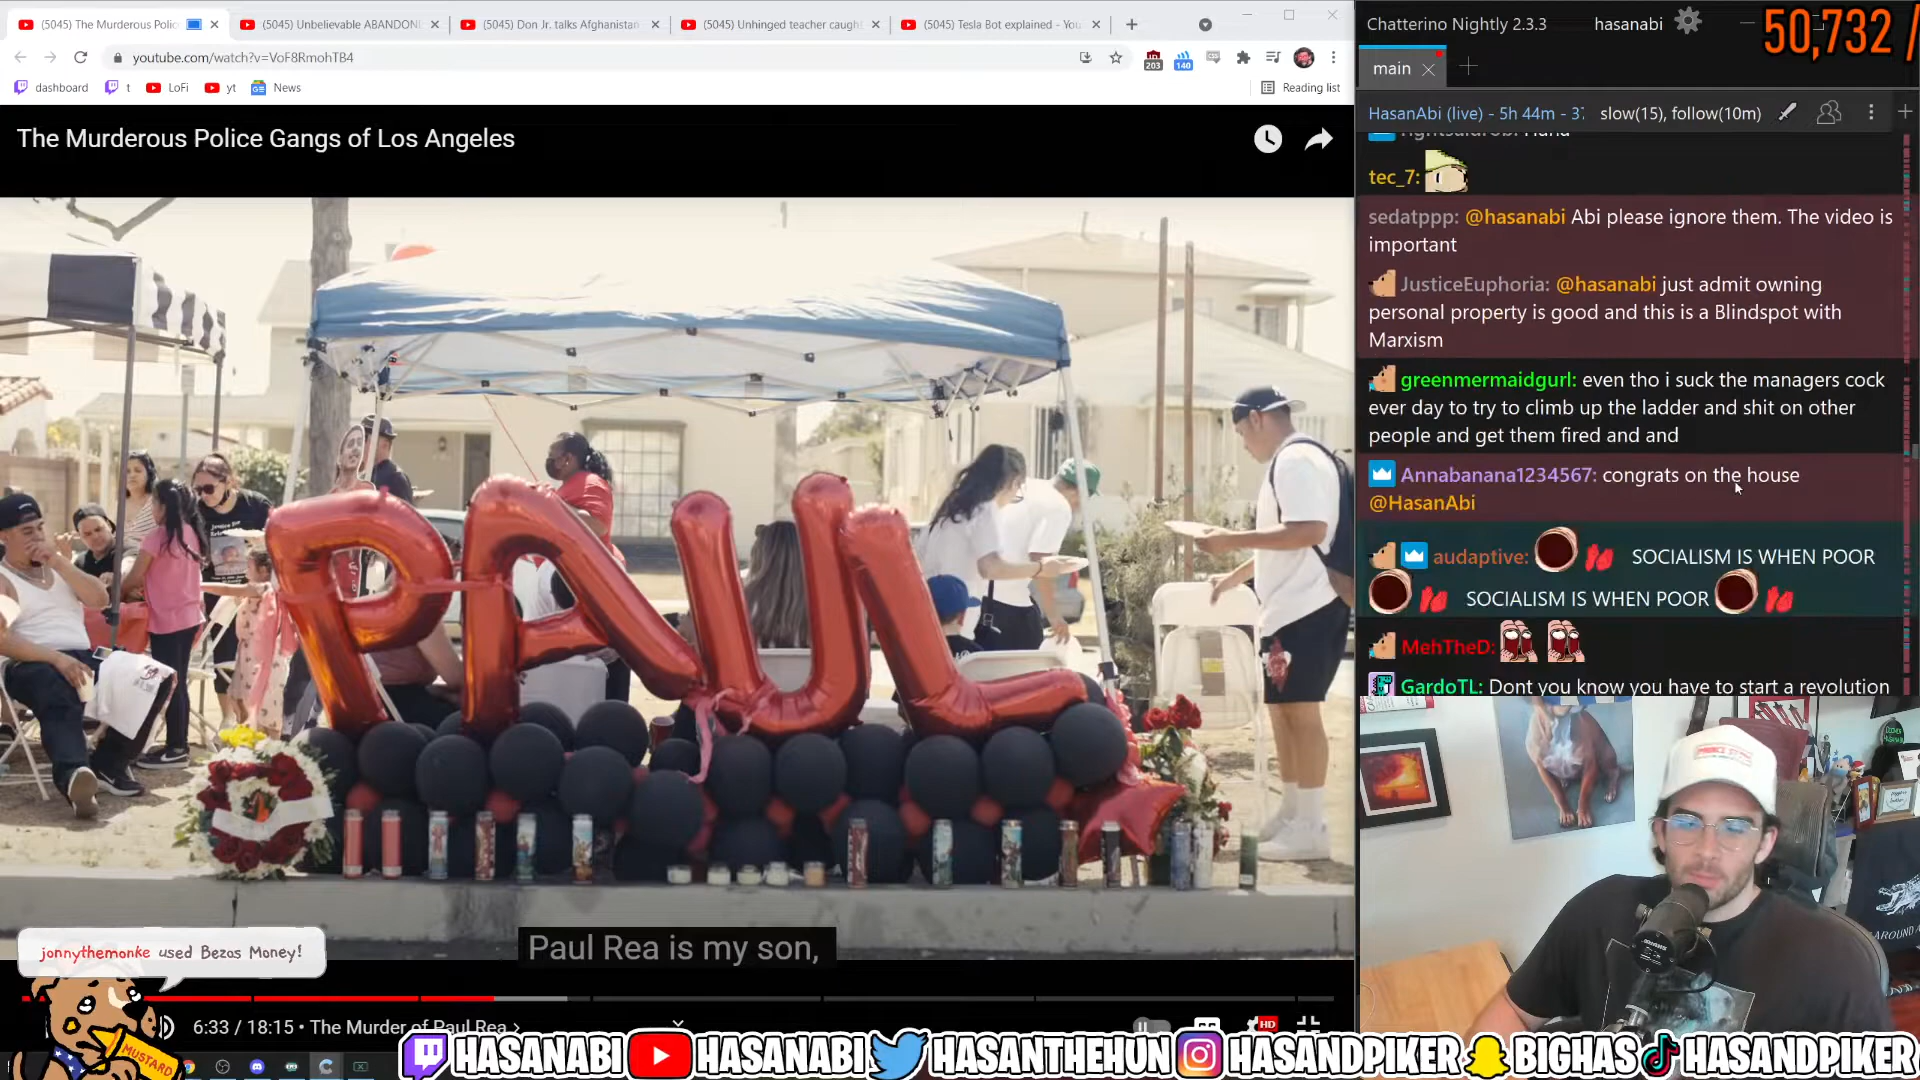 (5045) The Murderous Polic
(5045) Unbelievable ABANDON
(5045) Don Jr. talks Afghanistan
(5045) Unhinged teacher caught
(5045) Tesla Bot explained - You
youtube.com/watch?v=VoF8RmohTB4
203
140
dashboard
t
LoFi
yt
News
Reading list
The Murderous Police Gangs of Los Angeles
PAUL
Paul Rea is my son,
jonnythemonke used Bezos Money!
MUSTARD
6:33 / 18:15 • The Murder of Paul Rea
HD
Chatterino Nightly 2.3.3
hasanabi
50,732 /
main
HasanAbi (live) - 5h 44m - 37
slow(15), follow(10m)
tec_7:
sedatppp: @hasanabi Abi please ignore them. The video is
important
JusticeEuphoria: @hasanabi just admit owning
personal property is good and this is a Blindspot with
Marxism
greenmermaidgurl: even tho i suck the managers cock
ever day to try to climb up the ladder and shit on other
people and get them fired and and
Annabanana1234567: congrats on the house
@HasanAbi
audaptive: SOCIALISM IS WHEN POOR
SOCIALISM IS WHEN POOR
MehTheD:
GardoTL: Dont you know you have to start a revolution
HASANABI
HASANABI
HASANTHEHUN
HASANDPIKER
BIGHAS
HASANDPIKER